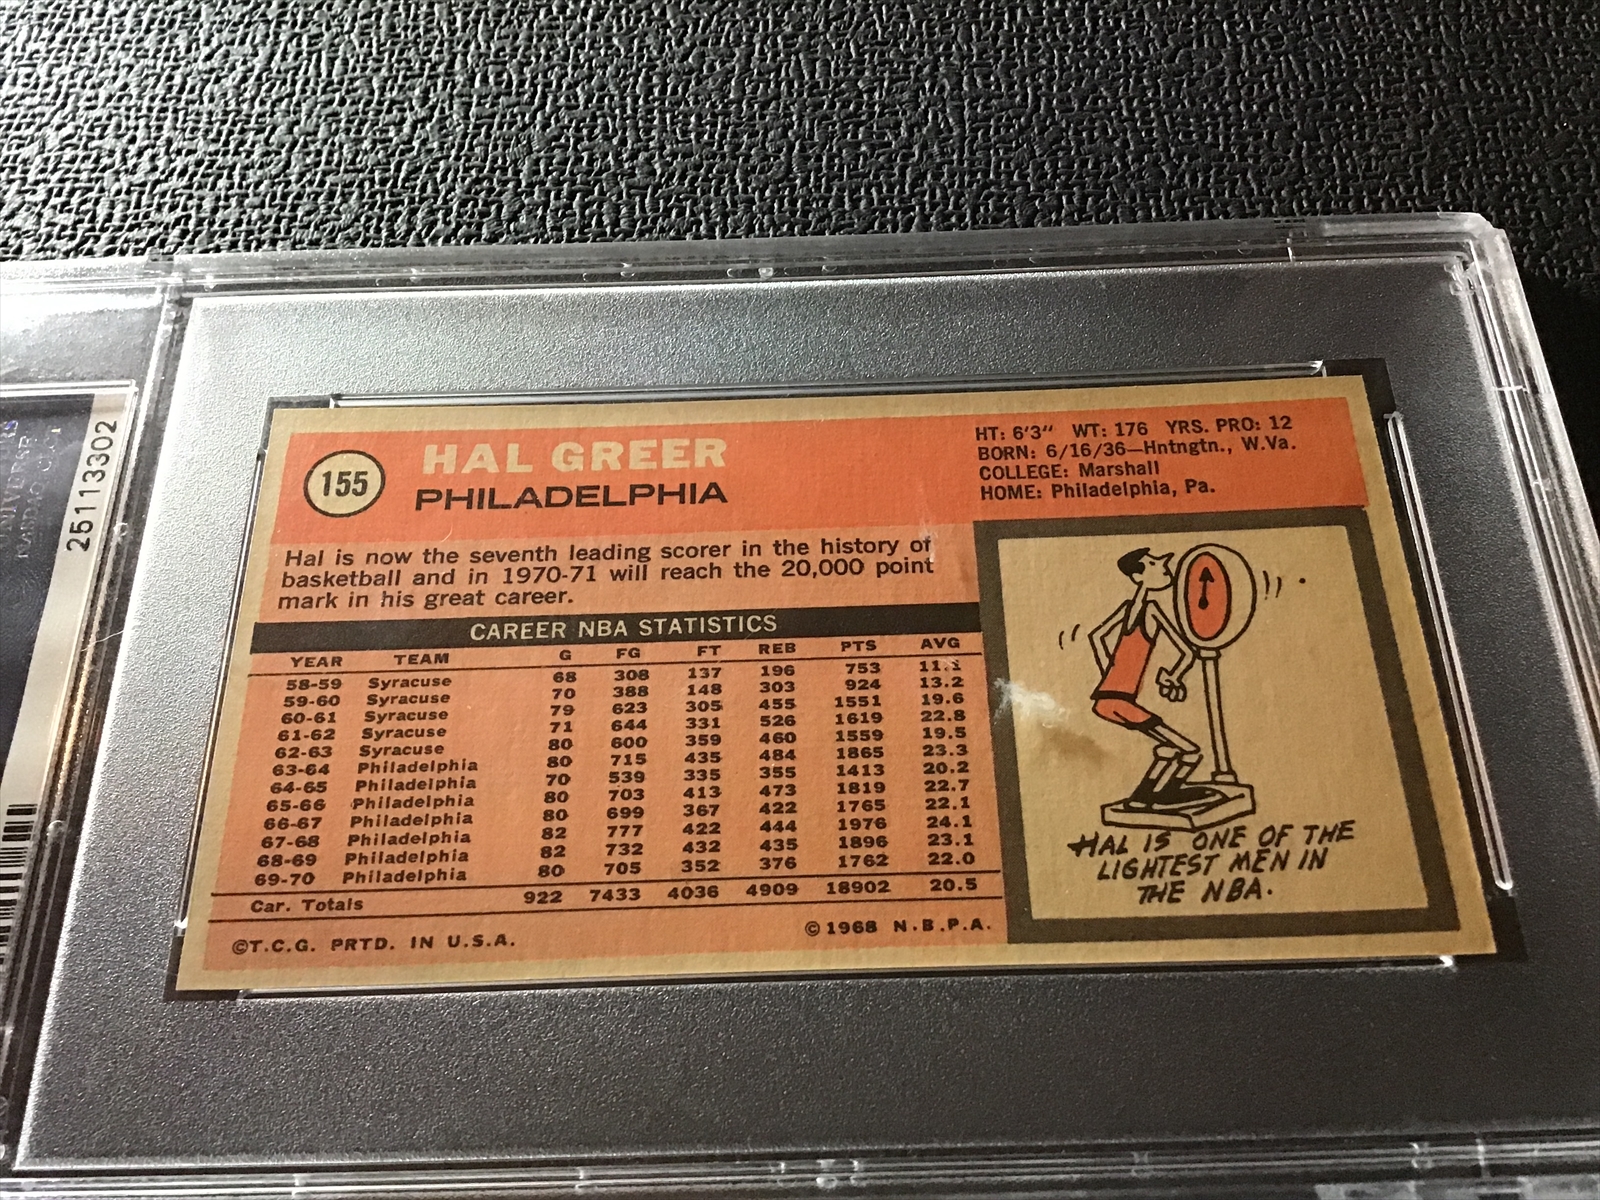 25113302
155
HAL GREER
PHILADELPHIA
HT: 6'3" WT: 176 YRS. PRO: 12
BORN: 6/16/36—Hntngtn., W.Va.
COLLEGE: Marshall
HOME: Philadelphia, Pa.
Hal is now the seventh leading scorer in the history of
basketball and in 1970-71 will reach the 20,000 point
mark in his great career.
CAREER NBA STATISTICS
YEAR TEAM G FG FT REB PTS AVG
58-59 Syracuse 68 308 137 196 753 11.1
59-60 Syracuse 70 388 148 303 924 13.2
60-61 Syracuse 79 623 305 455 1551 19.6
61-62 Syracuse 71 644 331 526 1619 22.8
62-63 Syracuse 80 600 359 460 1559 19.5
63-64 Philadelphia 80 715 435 484 1865 23.3
64-65 Philadelphia 70 539 335 355 1413 20.2
65-66 Philadelphia 80 703 413 473 1819 22.7
66-67 Philadelphia 80 699 367 422 1765 22.1
67-68 Philadelphia 82 777 422 444 1976 24.1
68-69 Philadelphia 82 732 432 435 1896 23.1
69-70 Philadelphia 80 705 352 376 1762 22.0
Car. Totals 922 7433 4036 4909 18902 20.5
©T.C.G. PRTD. IN U.S.A. ©1968 N.B.P.A.
HAL IS ONE OF THE
LIGHTEST MEN IN
THE NBA.